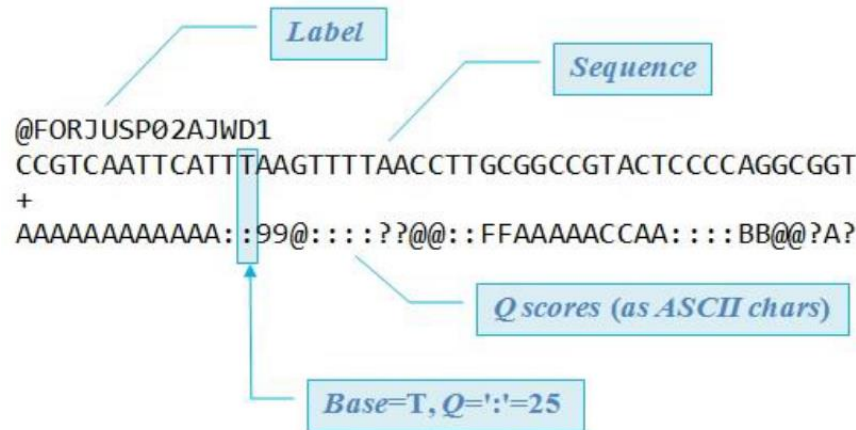 Label
Sequence
@FORJUSP02AJWD1
CCGTCAATTCATTTAAGTTTTAACCTTGCGGCCGTACTCCCCAGGCGGT
+
AAAAAAAAAAAA::99@::::??@@::FFAAAAACCAA::::BB@@?A?
Q scores (as ASCII chars)
Base=T, Q=':'=25